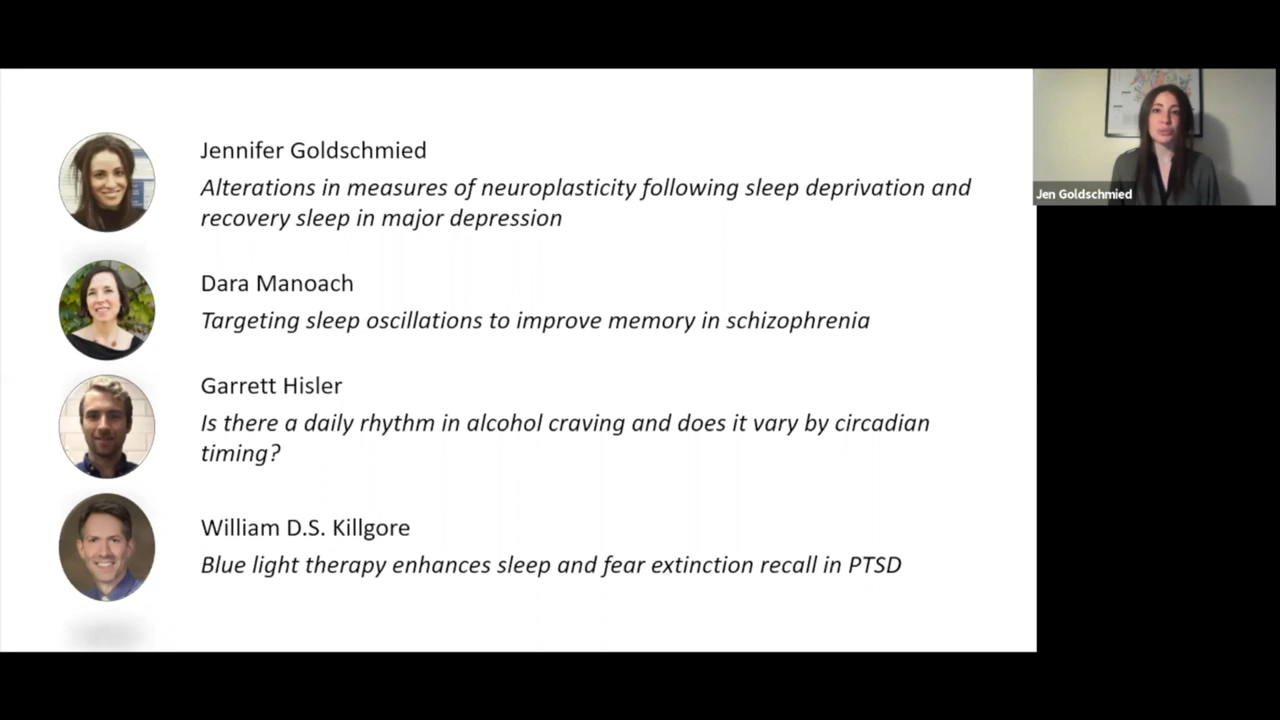 Jennifer Goldschmied
Alterations in measures of neuroplasticity following sleep deprivation and
recovery sleep in major depression
Dara Manoach
Targeting sleep oscillations to improve memory in schizophrenia
Garrett Hisler
Is there a daily rhythm in alcohol craving and does it vary by circadian
timing?
William D.S. Killgore
Blue light therapy enhances sleep and fear extinction recall in PTSD
Jen Goldschmied